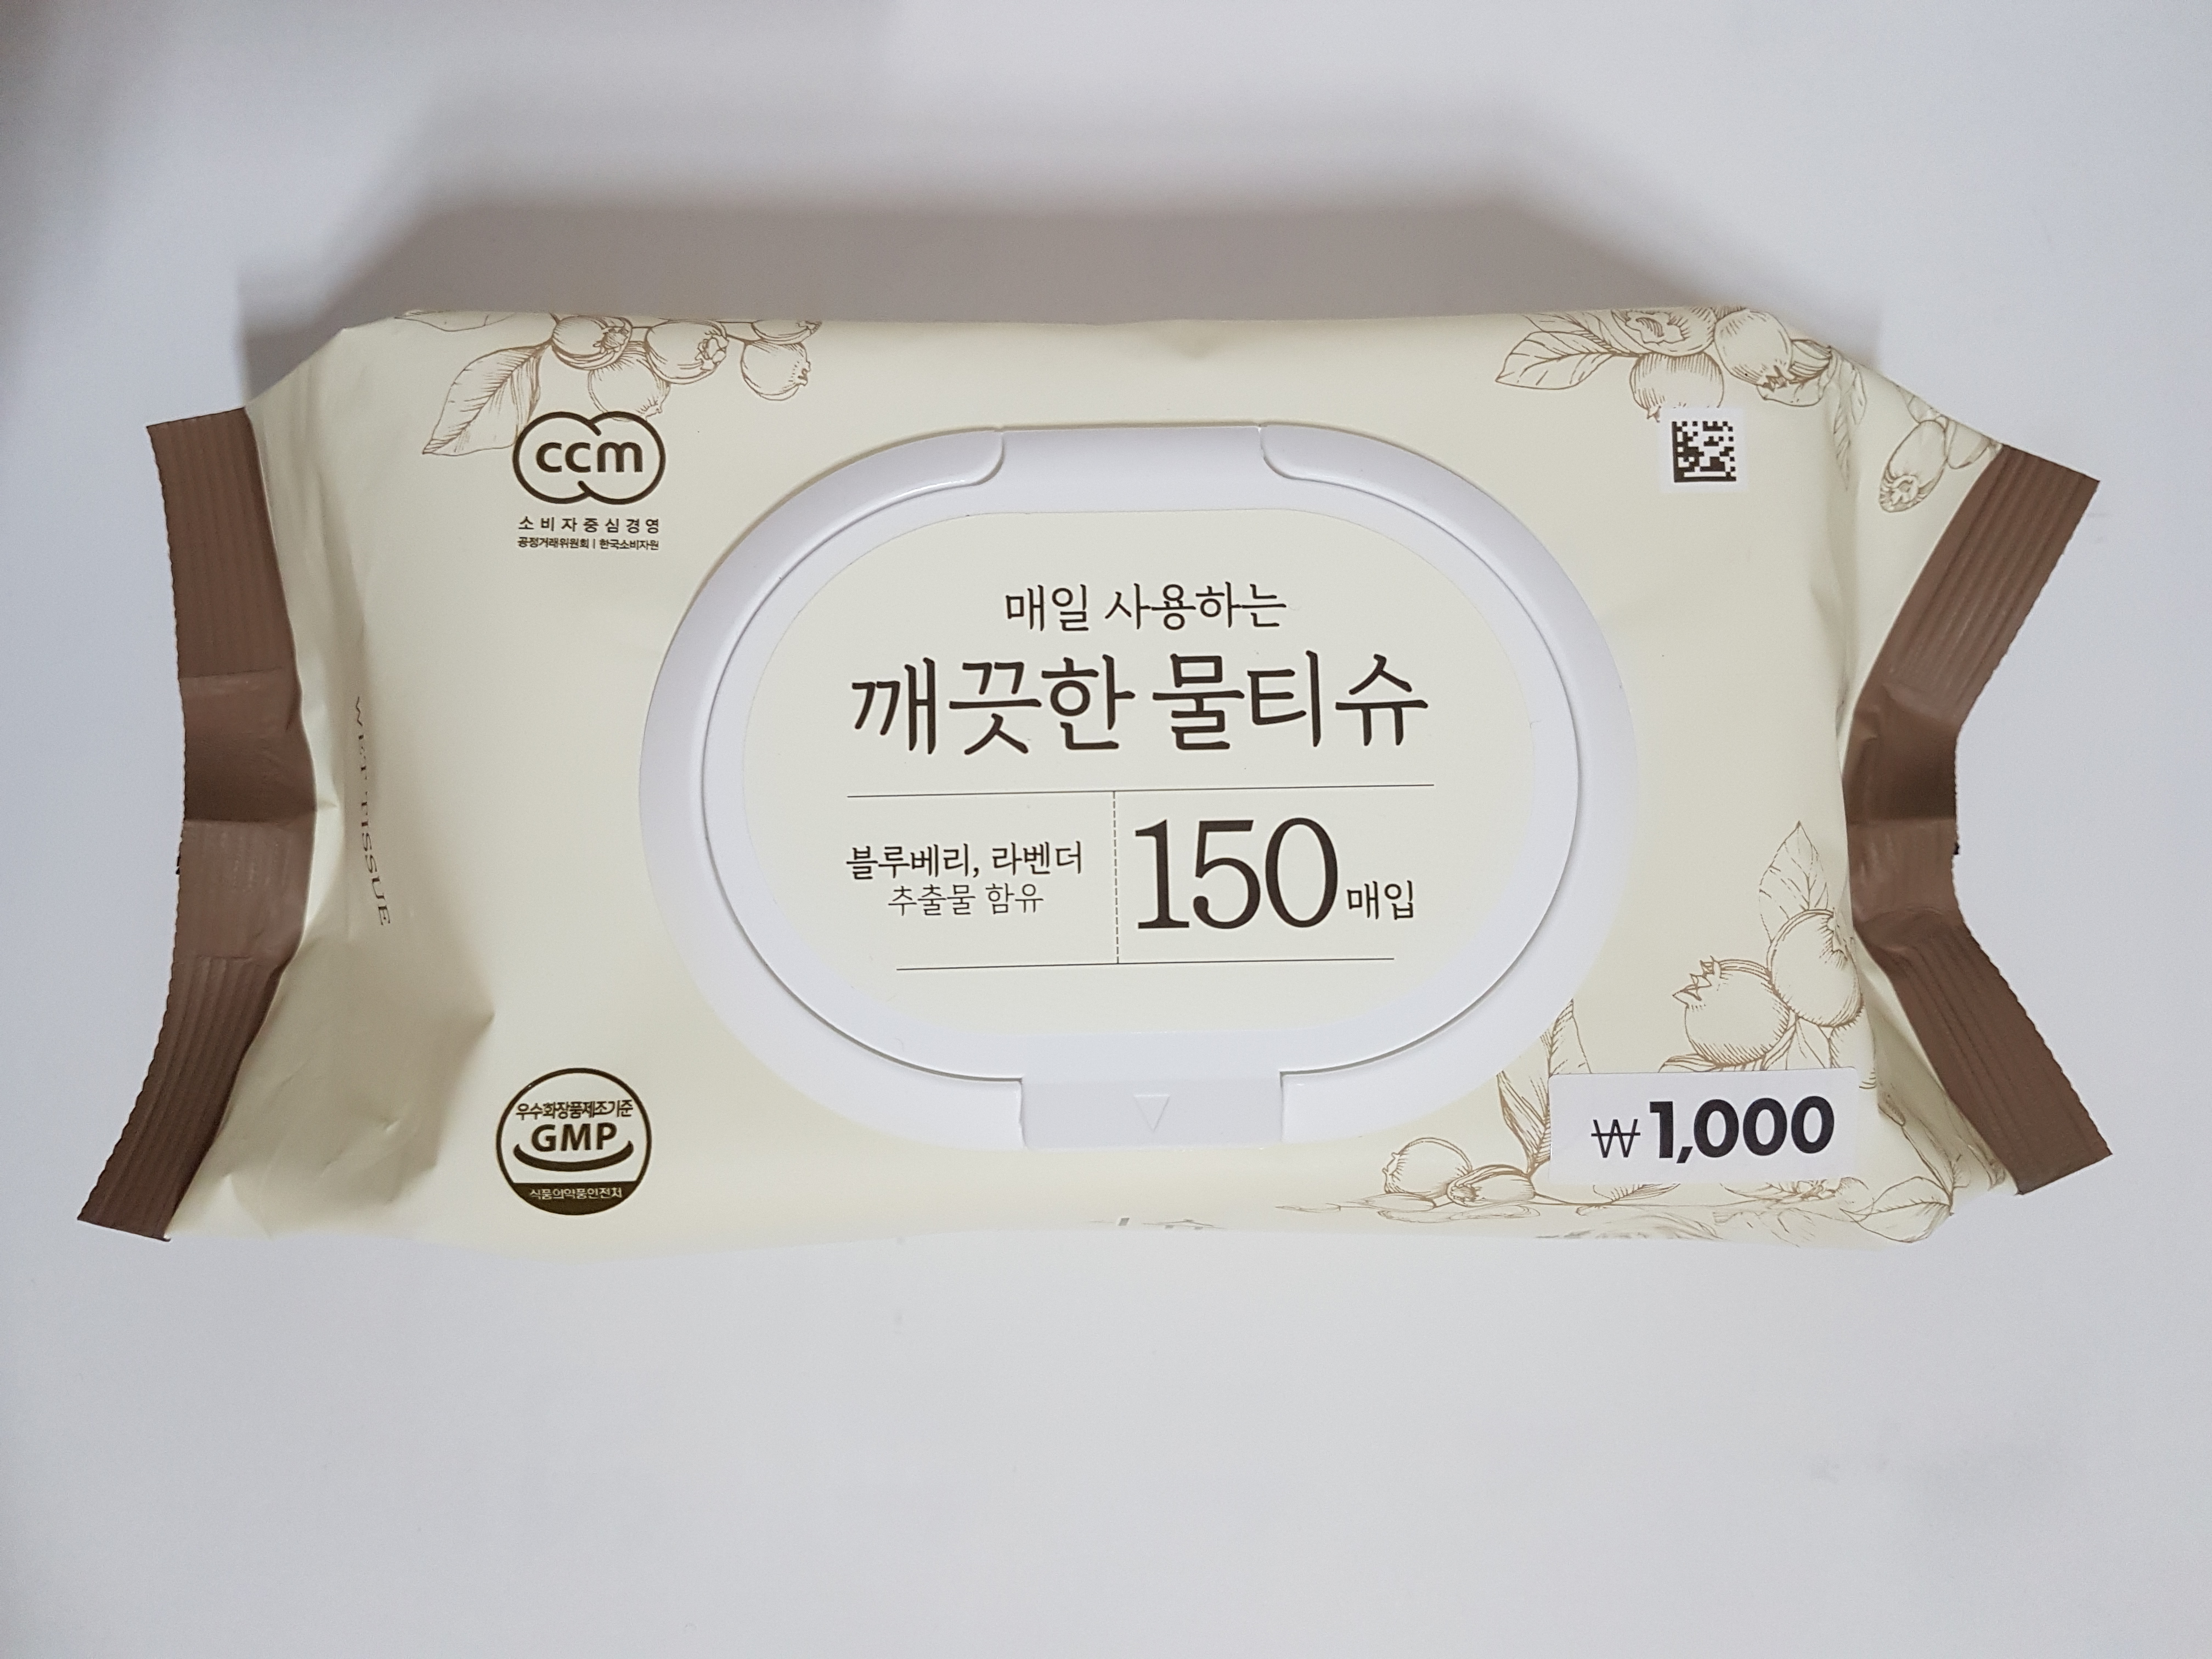 ccm
소비자중심경영
공정거래위원회 | 한국소비자원
매일 사용하는
깨끗한 물티슈
블루베리, 라벤더
추출물 함유
150매입
WET TISSUE
우수화장품제조기준
GMP
식품의약품안전처
₩1,000